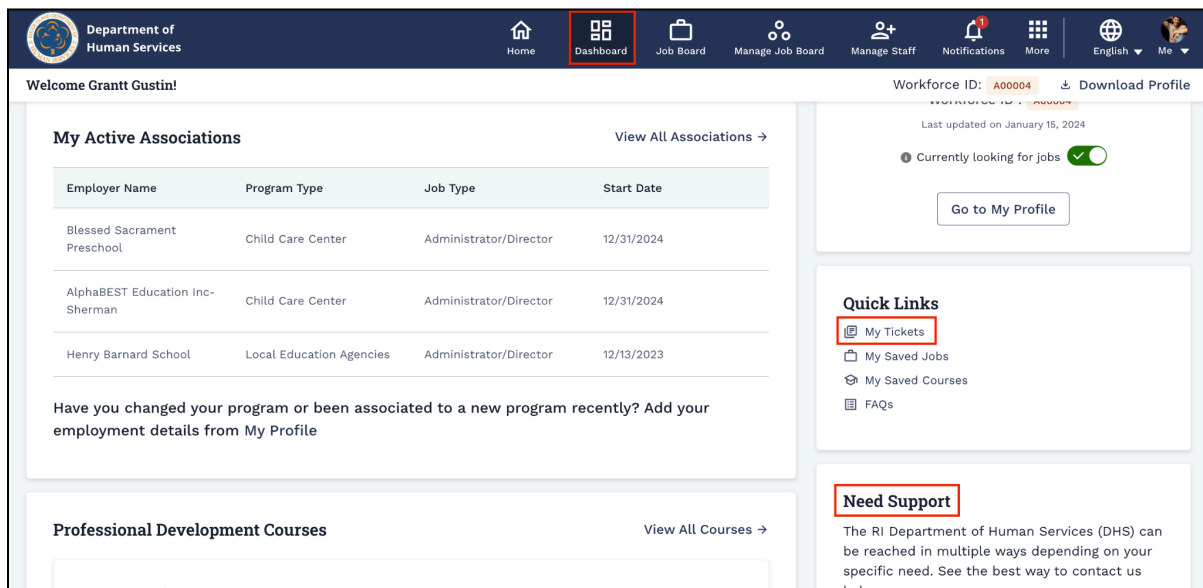 Department of
Human Services
Home
Dashboard
Job Board
Manage Job Board
Manage Staff
1
Notifications
More
English
Me
Welcome Grantt Gustin!
Workforce ID: A00004
Download Profile
Workforce ID : A00004
Last updated on January 15, 2024
Currently looking for jobs
Go to My Profile
My Active Associations
View All Associations →
Employer Name Program Type Job Type Start Date
Blessed Sacrament
Preschool
Child Care Center Administrator/Director 12/31/2024
AlphaBEST Education Inc-
Sherman
Child Care Center Administrator/Director 12/31/2024
Henry Barnard School Local Education Agencies Administrator/Director 12/13/2023
Have you changed your program or been associated to a new program recently? Add your
employment details from My Profile
Quick Links
My Tickets
My Saved Jobs
My Saved Courses
FAQs
Professional Development Courses
View All Courses →
Need Support
The RI Department of Human Services (DHS) can
be reached in multiple ways depending on your
specific need. See the best way to contact us